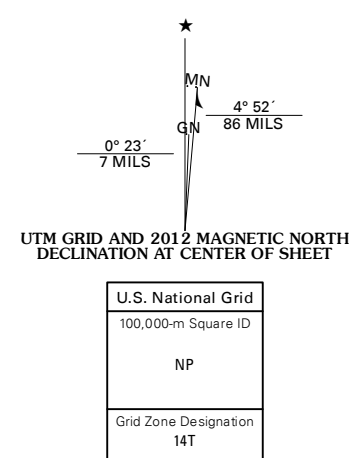 ★
MN
4° 52´
86 MILS
GN
0° 23´
7 MILS
UTM GRID AND 2012 MAGNETIC NORTH
DECLINATION AT CENTER OF SHEET
U.S. National Grid
100,000-m Square ID
NP
Grid Zone Designation
14T